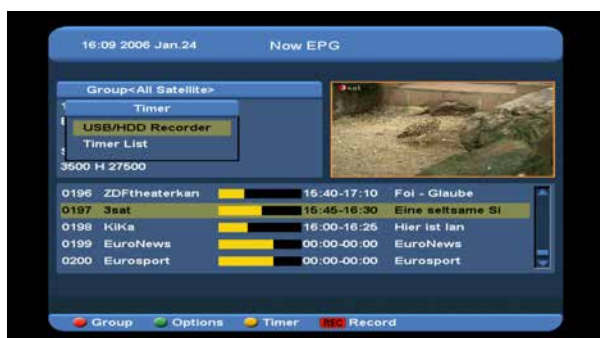 16:09 2006 Jan.24 Now EPG
Group<All Satellite>
3sat
Timer
USB/HDD Recorder
Timer List
3500 H 27500
0196 ZDFtheaterkan 15:40-17:10 Foi - Glaube
0197 3sat 15:45-16:30 Eine seltsame Si
0198 KiKa 16:00-16:25 Hier ist Ian
0199 EuroNews 00:00-00:00 EuroNews
0200 Eurosport 00:00-00:00 Eurosport
Group Options Timer REC Record